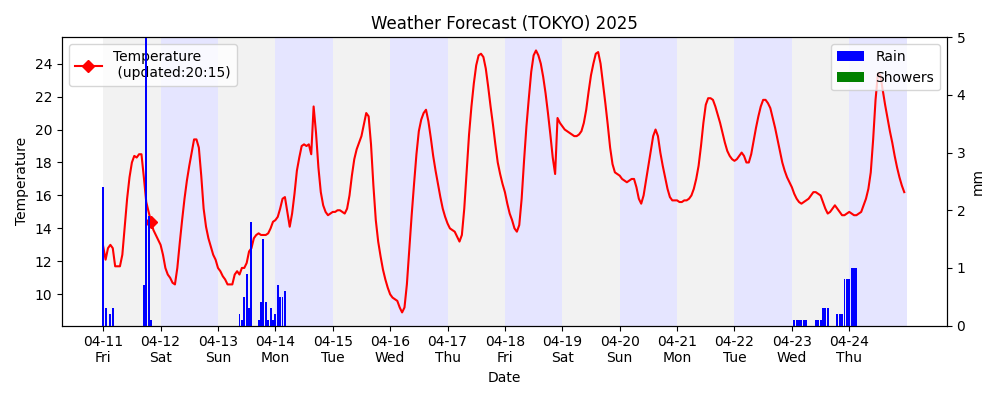 Weather Forecast (TOKYO) 2025
Temperature
(updated:20:15)
Rain
Showers
Temperature
24
22
20
18
16
14
12
10
5
4
3
2
1
0
mm
04-11 04-12 04-13 04-14 04-15 04-16 04-17 04-18 04-19 04-20 04-21 04-22 04-23 04-24
Fri Sat Sun Mon Tue Wed Thu Fri Sat Sun Mon Tue Wed Thu
Date